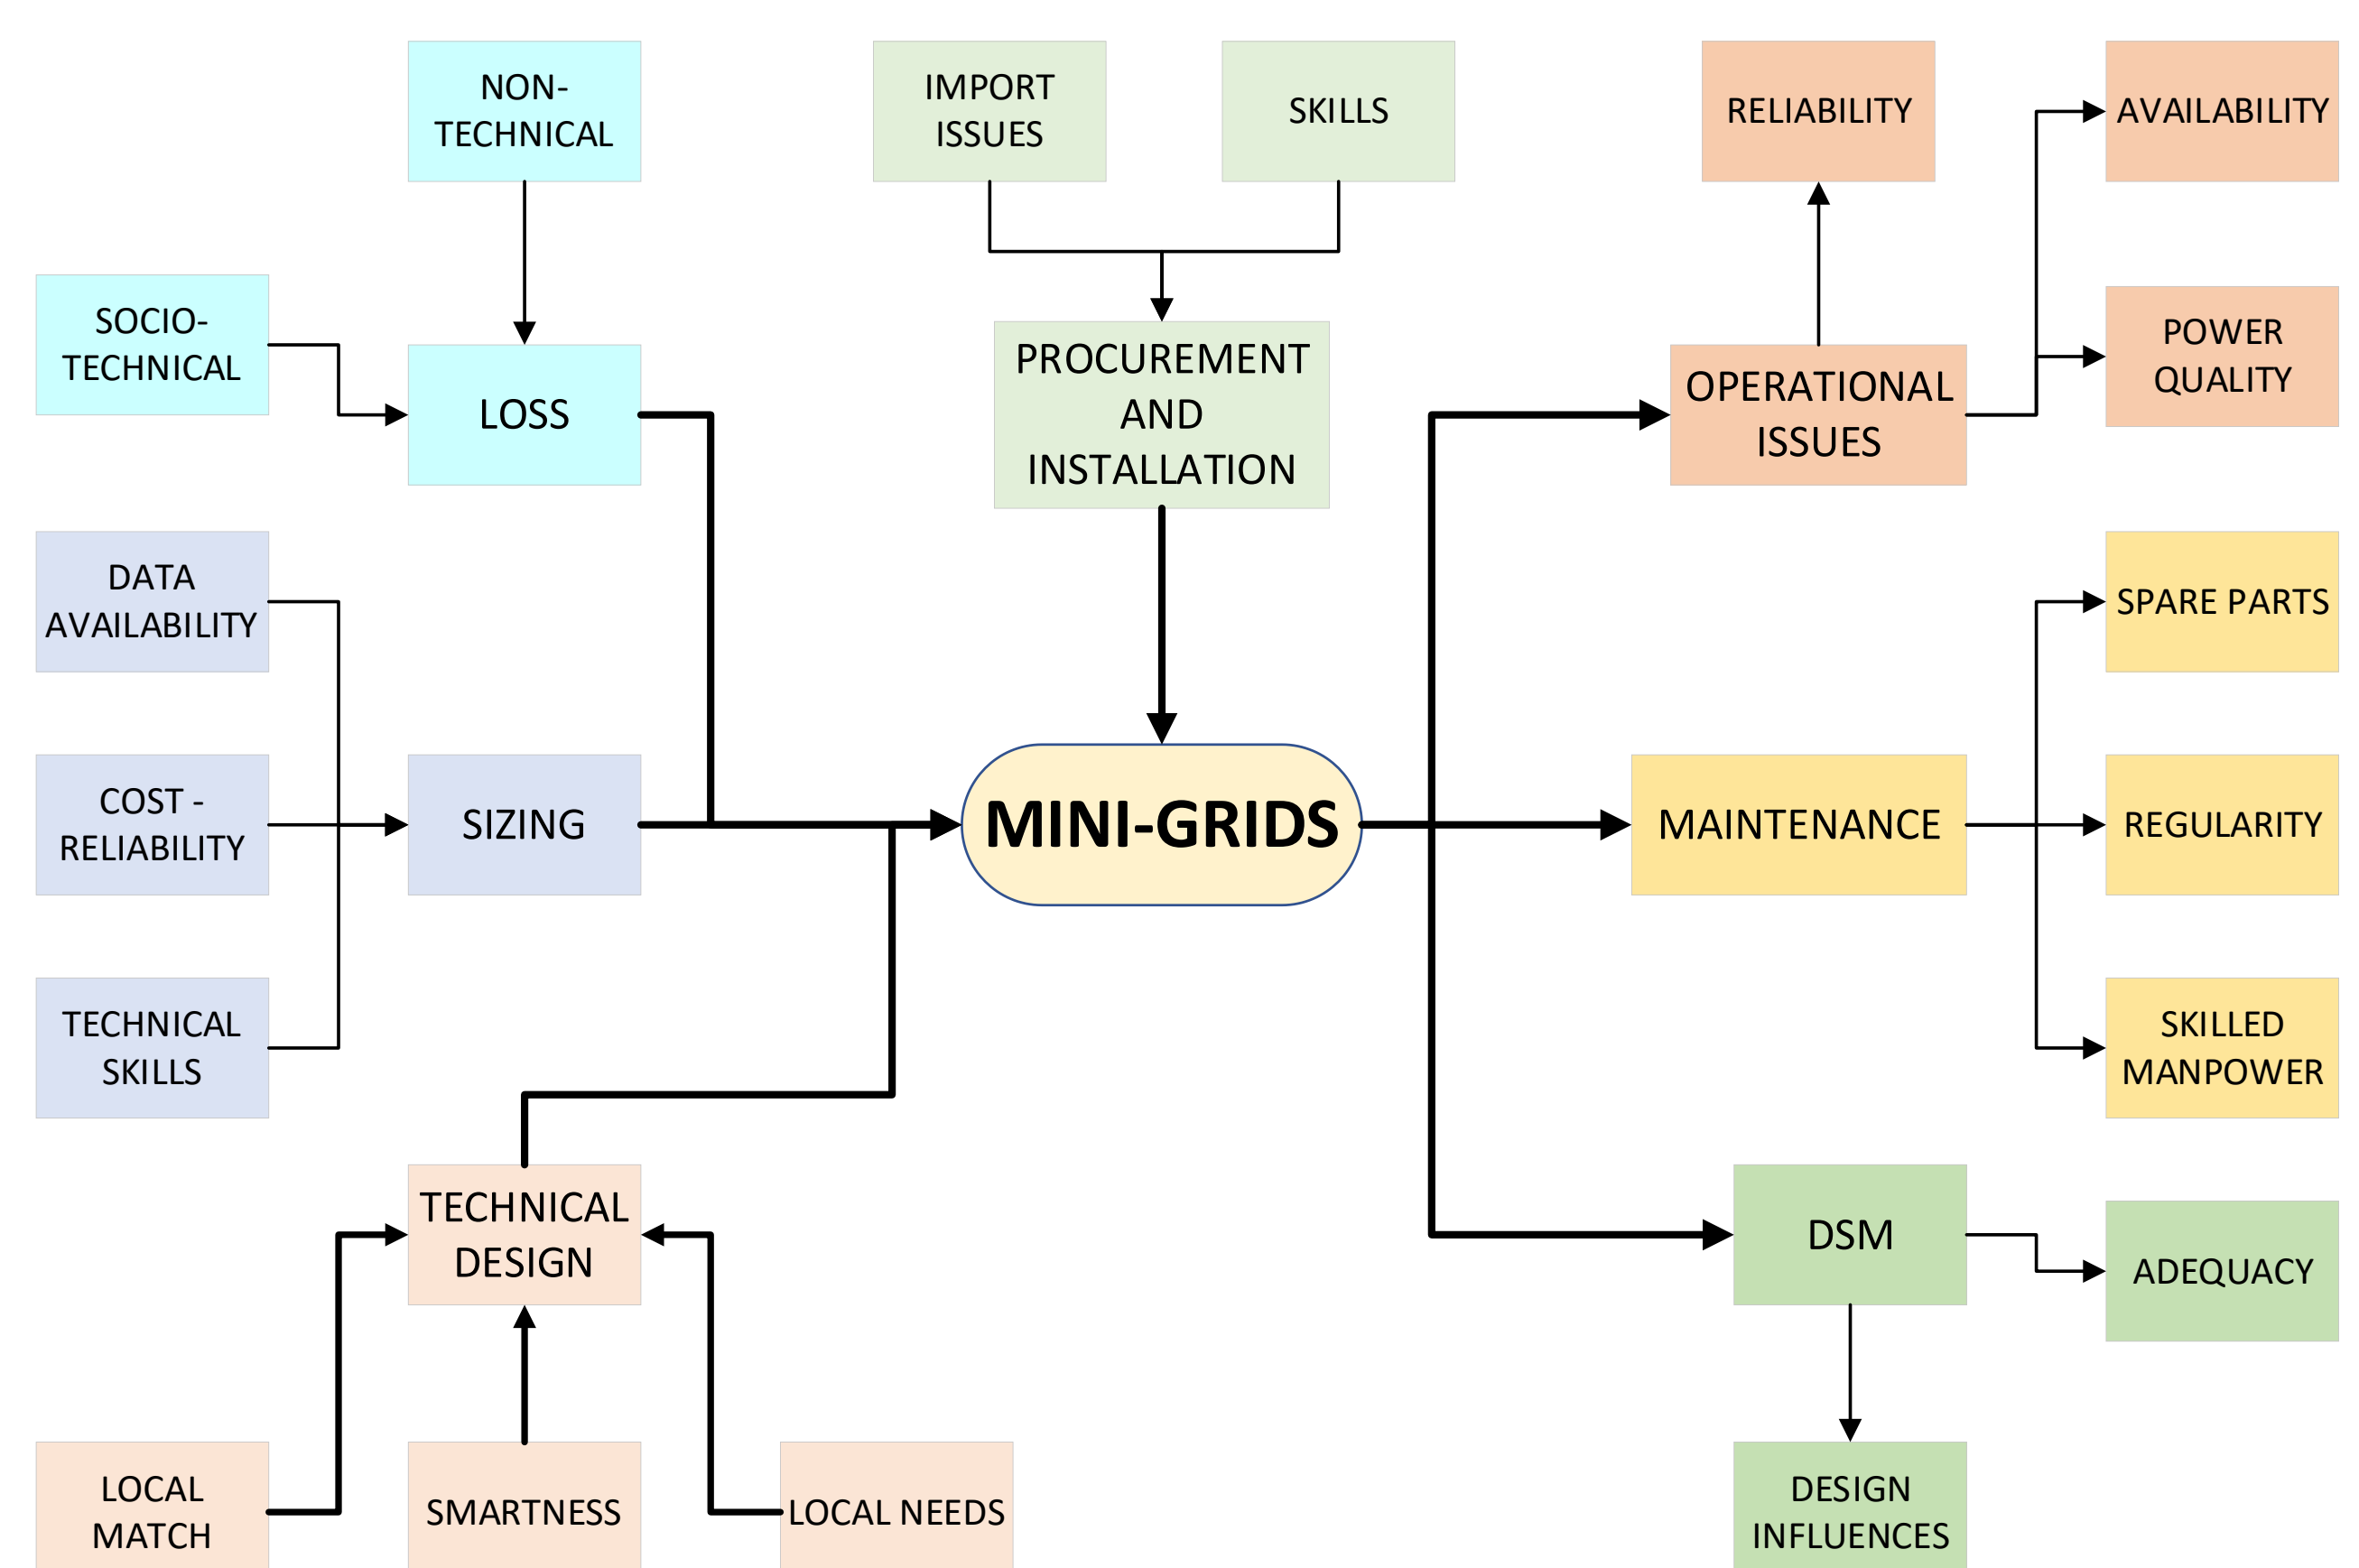 NON-
TECHNICAL
IMPORT
ISSUES
SKILLS
RELIABILITY
AVAILABILITY
SOCIO-
TECHNICAL
LOSS
PROCUREMENT
AND
INSTALLATION
OPERATIONAL
ISSUES
POWER
QUALITY
DATA
AVAILABILITY
SPARE PARTS
COST -
RELIABILITY
SIZING
MINI-GRIDS
MAINTENANCE
REGULARITY
TECHNICAL
SKILLS
SKILLED
MANPOWER
TECHNICAL
DESIGN
DSM
ADEQUACY
LOCAL
MATCH
SMARTNESS
LOCAL NEEDS
DESIGN
INFLUENCES